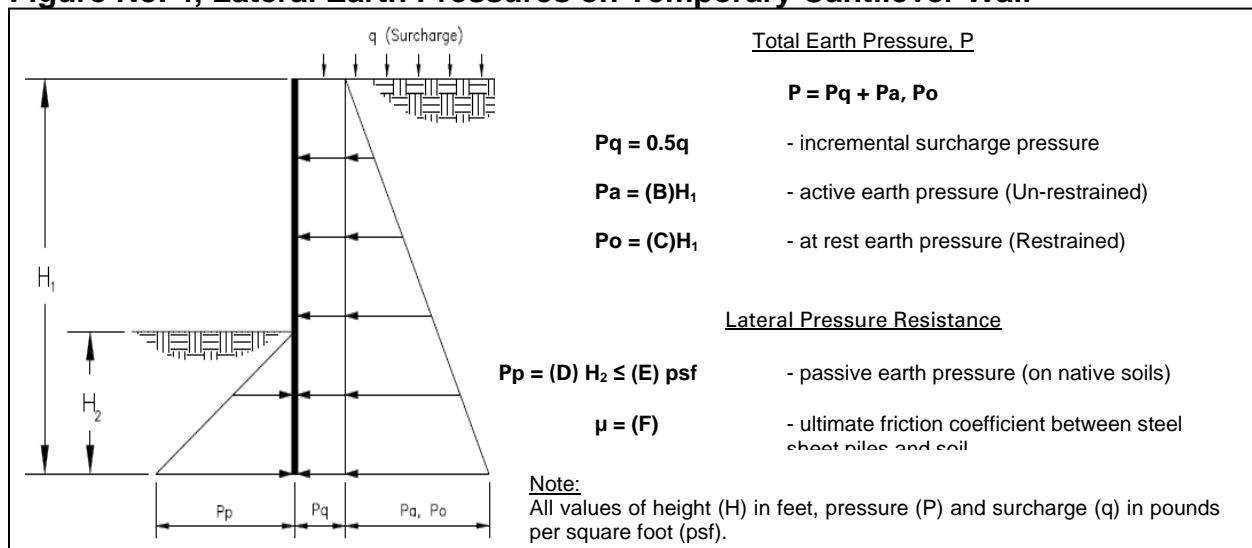 Figure No. 4, Lateral Earth Pressures on Temporary Cantilever Wall
q (Surcharge)
Total Earth Pressure, P
P = Pq + Pa, Po
Pq = 0.5q - incremental surcharge pressure
Pa = (B)H₁ - active earth pressure (Un-restrained)
Po = (C)H₁ - at rest earth pressure (Restrained)
H₁
Lateral Pressure Resistance
Pp = (D) H₂ ≤ (E) psf - passive earth pressure (on native soils)
H₂
µ = (F) - ultimate friction coefficient between steel
sheet piles and soil
Note:
All values of height (H) in feet, pressure (P) and surcharge (q) in pounds
per square foot (psf).
Pp Pq Pa, Po